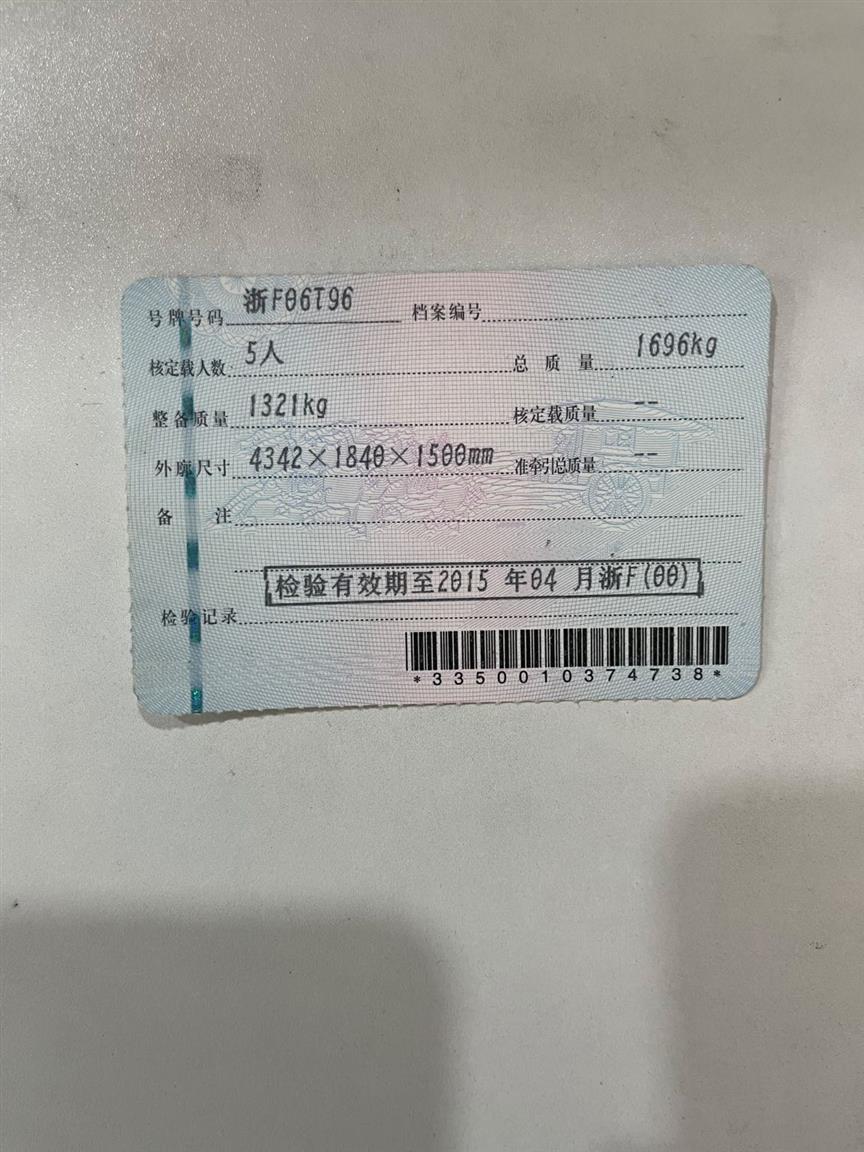 号牌号码 浙F06T96 档案编号
核定载人数 5人 总质量 1696kg
整备质量 1321kg 核定载质量 --
外廓尺寸 4342×1840×1500mm 准牵引总质量 --
备注
检验有效期至2015 年04 月浙F(00)
检验记录
*3350010374738*